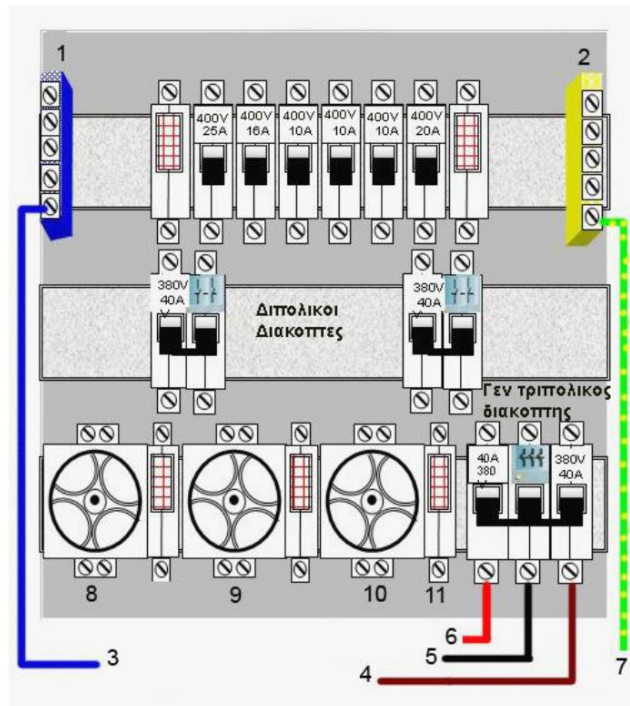 1 2
400V 400V 400V 400V 400V 400V
25A 16A 10A 10A 10A 20A
380V 380V
40A 40A
Διπολικοι
Διακοπτες
Γεν τριπολικος
διακοπτης
40A
380
V
380V
40A
8 9 10 11
6
5
4
3
7